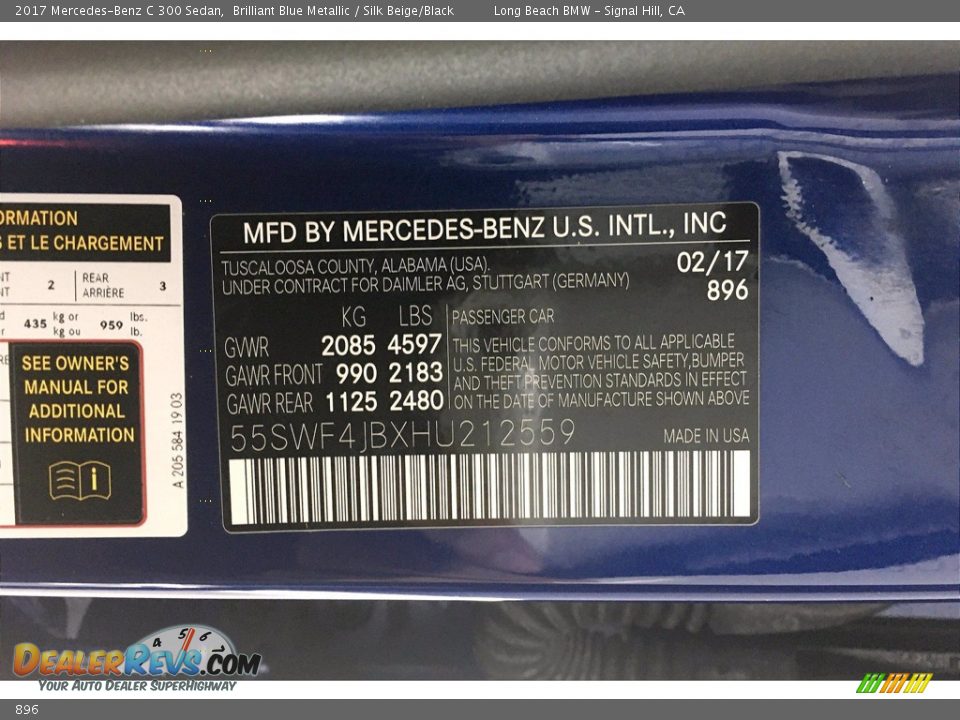 2017 Mercedes-Benz C 300 Sedan,  Brilliant Blue Metallic / Silk Beige/Black  Long Beach BMW - Signal Hill, CA
ORMATION
ET LE CHARGEMENT
2 REAR ARRIÈRE 3
435 kg or kg ou 959 lbs. lb.
SEE OWNER'S
MANUAL FOR
ADDITIONAL
INFORMATION
i
A 205 584 19 03
MFD BY MERCEDES-BENZ U.S. INTL., INC
TUSCALOOSA COUNTY, ALABAMA (USA).
UNDER CONTRACT FOR DAIMLER AG, STUTTGART (GERMANY)
02/17
896
KG LBS
GVWR 2085 4597
GAWR FRONT 990 2183
GAWR REAR 1125 2480
PASSENGER CAR
THIS VEHICLE CONFORMS TO ALL APPLICABLE
U.S. FEDERAL MOTOR VEHICLE SAFETY,BUMPER
AND THEFT PREVENTION STANDARDS IN EFFECT
ON THE DATE OF MANUFACTURE SHOWN ABOVE
55SWF4JBXHU212559
MADE IN USA
4 5 6 7
DEALERREVS.COM
YOUR AUTO DEALER SUPERHIGHWAY
896